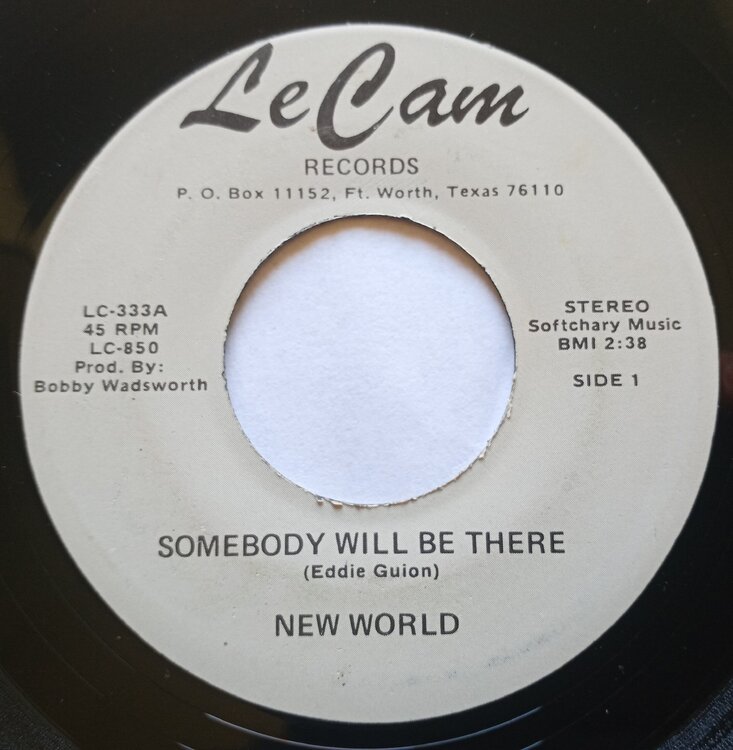 LeCam
RECORDS
P. O. Box 11152, Ft. Worth, Texas 76110
LC-333A
45 RPM
LC-850
Prod. By:
Bobby Wadsworth
STEREO
Softchary Music
BMI 2:38
SIDE 1
SOMEBODY WILL BE THERE
(Eddie Guion)
NEW WORLD